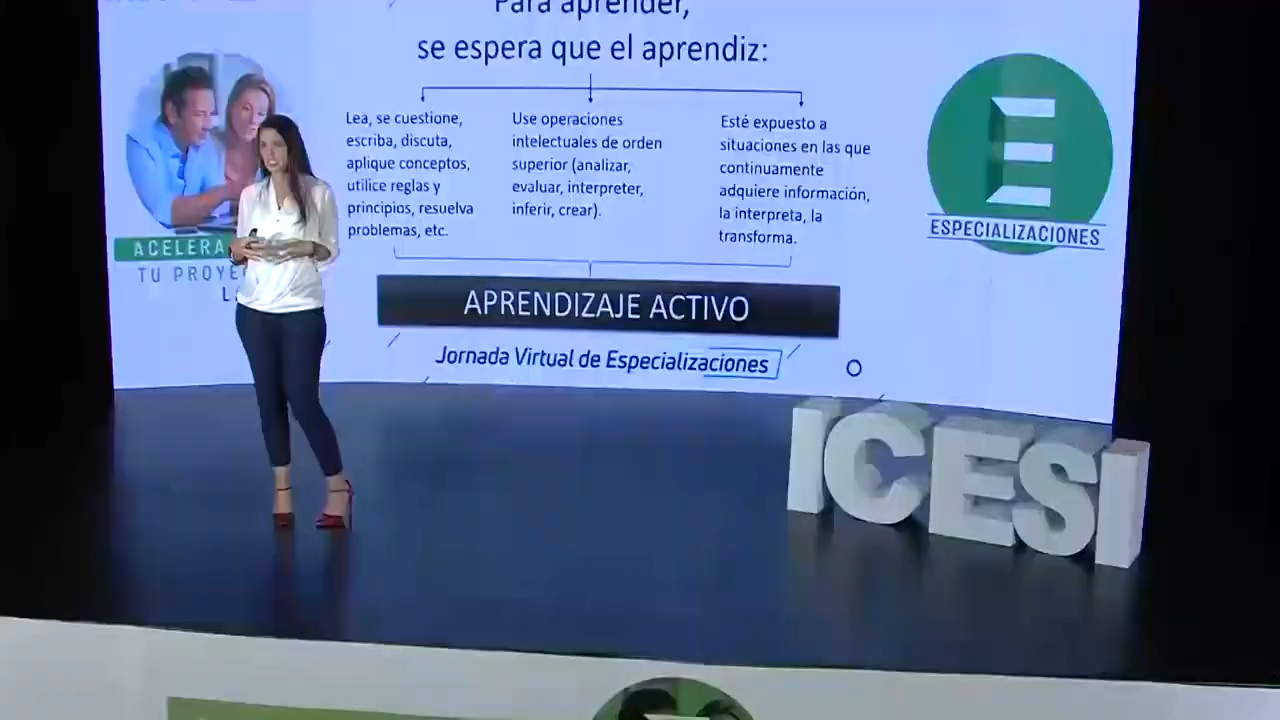 Para aprender,
se espera que el aprendiz:
Lea, se cuestione,
escriba, discuta,
aplique conceptos,
utilice reglas y
principios, resuelva
problemas, etc.
Use operaciones
intelectuales de orden
superior (analizar,
evaluar, interpreter,
inferir, crear).
Esté expuesto a
situaciones en las que
continuamente
adquiere información,
la interpreta, la
transforma.
APRENDIZAJE ACTIVO
Jornada Virtual de Especializaciones
ACELERA
TU
E
ESPECIALIZACIONES
ICESI